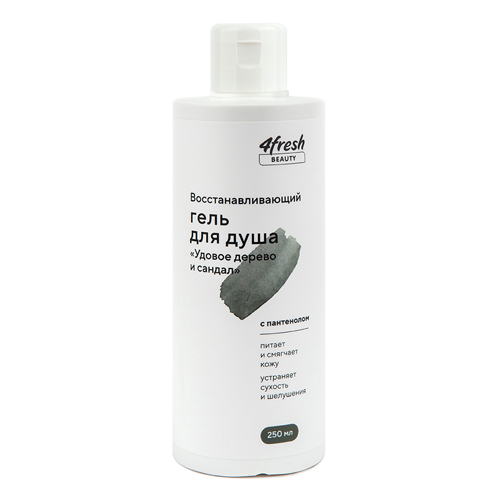 4fresh
BEAUTY
Восстанавливающий
гель
для душа
«Удовое дерево
и сандал»
с пантенолом
питает
и смягчает
кожу
устраняет
сухость
и шелушения
250 мл